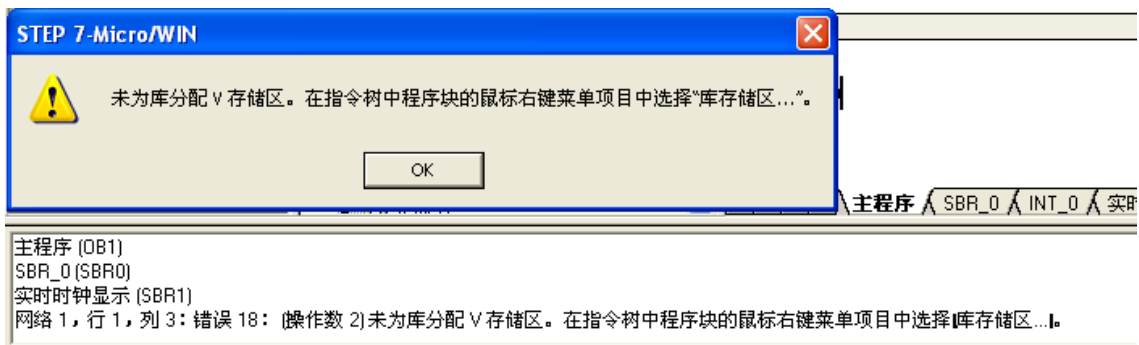 STEP 7-Micro/WIN
未为库分配 V 存储区。在指令树中程序块的鼠标右键菜单项目中选择“库存储区...”。
OK
主程序 SBR_0 INT_0 实时
主程序 (OB1)
SBR_0 (SBR0)
实时时钟显示 (SBR1)
网络 1，行 1，列 3：错误 18： (操作数 2) 未为库分配 V 存储区。在指令树中程序块的鼠标右键菜单项目中选择|库存储区...|。